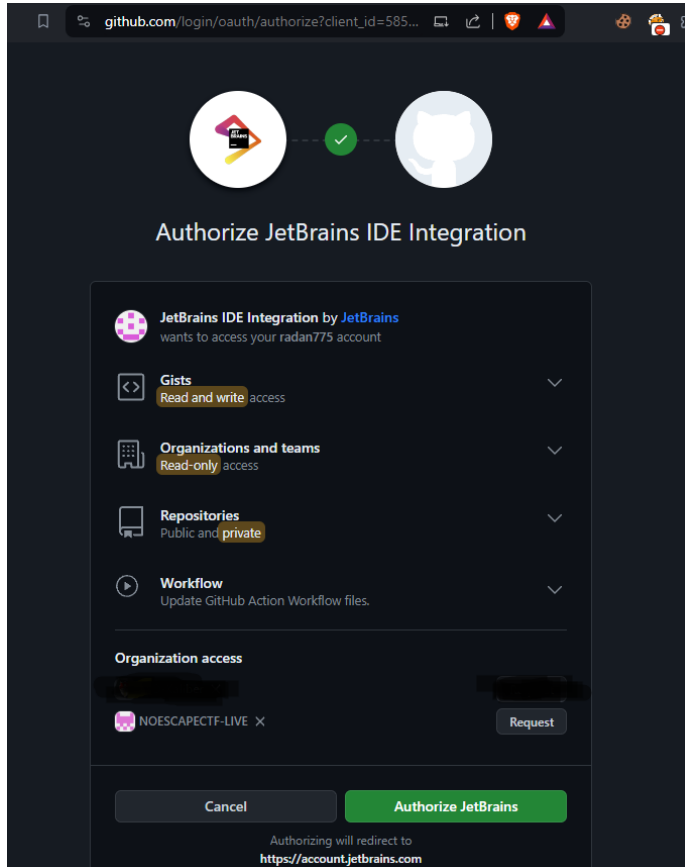 github.com/login/oauth/authorize?client_id=585...
JET
BRAINS
Authorize JetBrains IDE Integration
JetBrains IDE Integration by JetBrains
wants to access your radan775 account
Gists
Read and write access
Organizations and teams
Read-only access
Repositories
Public and private
Workflow
Update GitHub Action Workflow files.
Organization access
NOESCAPECTF-LIVE
Request
Cancel
Authorize JetBrains
Authorizing will redirect to
https://account.jetbrains.com